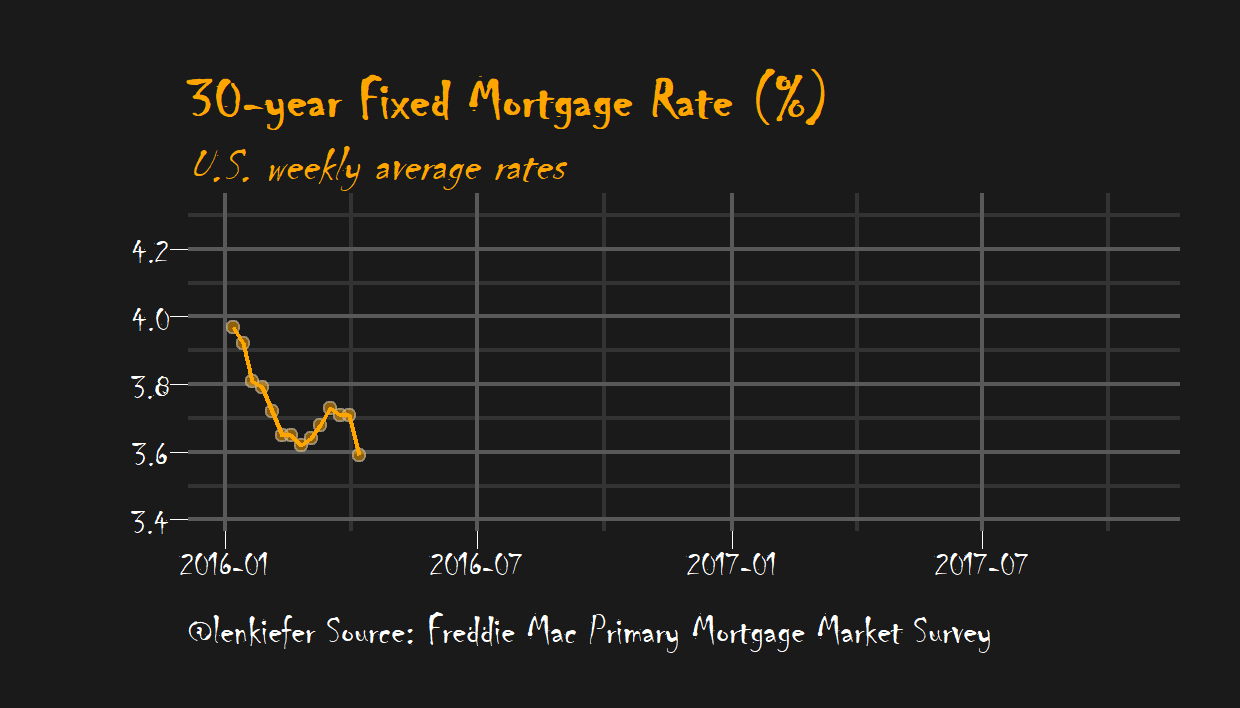 30-year Fixed Mortgage Rate (%)
U.S. weekly average rates
4.2
4.0
3.8
3.6
3.4
2016-01 2016-07 2017-01 2017-07
@lenkiefer Source: Freddie Mac Primary Mortgage Market Survey